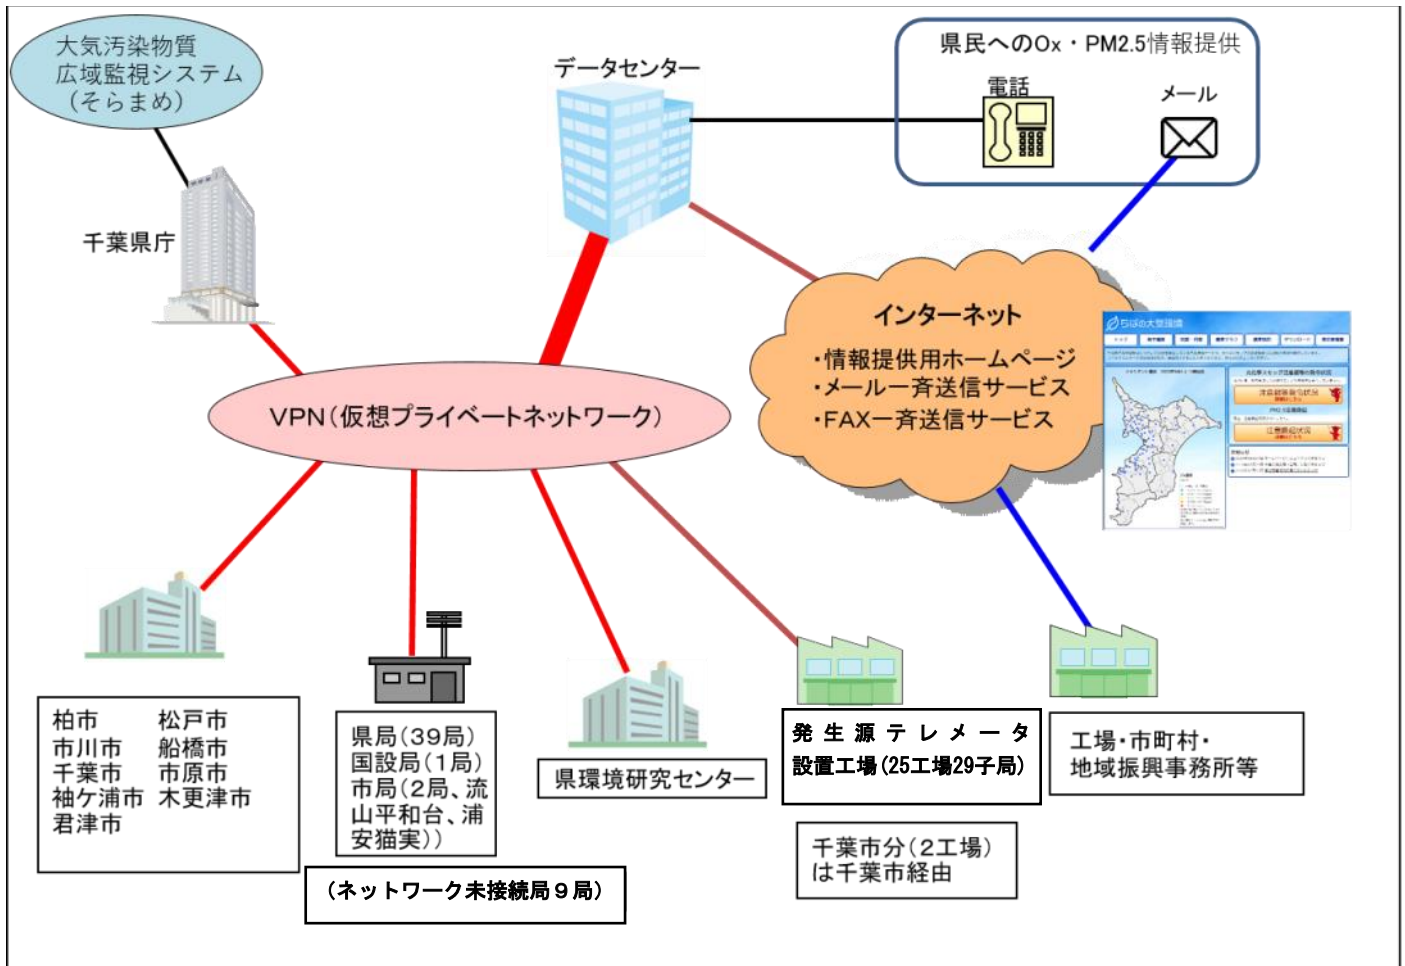 大気汚染物質
広域監視システム
（そらまめ）
データセンター
県民へのOx・PM2.5情報提供
電話
メール
千葉県庁
インターネット
・情報提供用ホームページ
・メール一斉送信サービス
・FAX一斉送信サービス
ちばの大気環境
VPN（仮想プライベートネットワーク）
柏市 松戸市
市川市 船橋市
千葉市 市原市
袖ケ浦市 木更津市
君津市
県局（39局）
国設局（1局）
市局（2局、流
山平和台、浦
安猫実））
（ネットワーク未接続局９局）
県環境研究センター
発生源テレメータ
設置工場（25工場29子局）
千葉市分（２工場）
は千葉市経由
工場・市町村・
地域振興事務所等